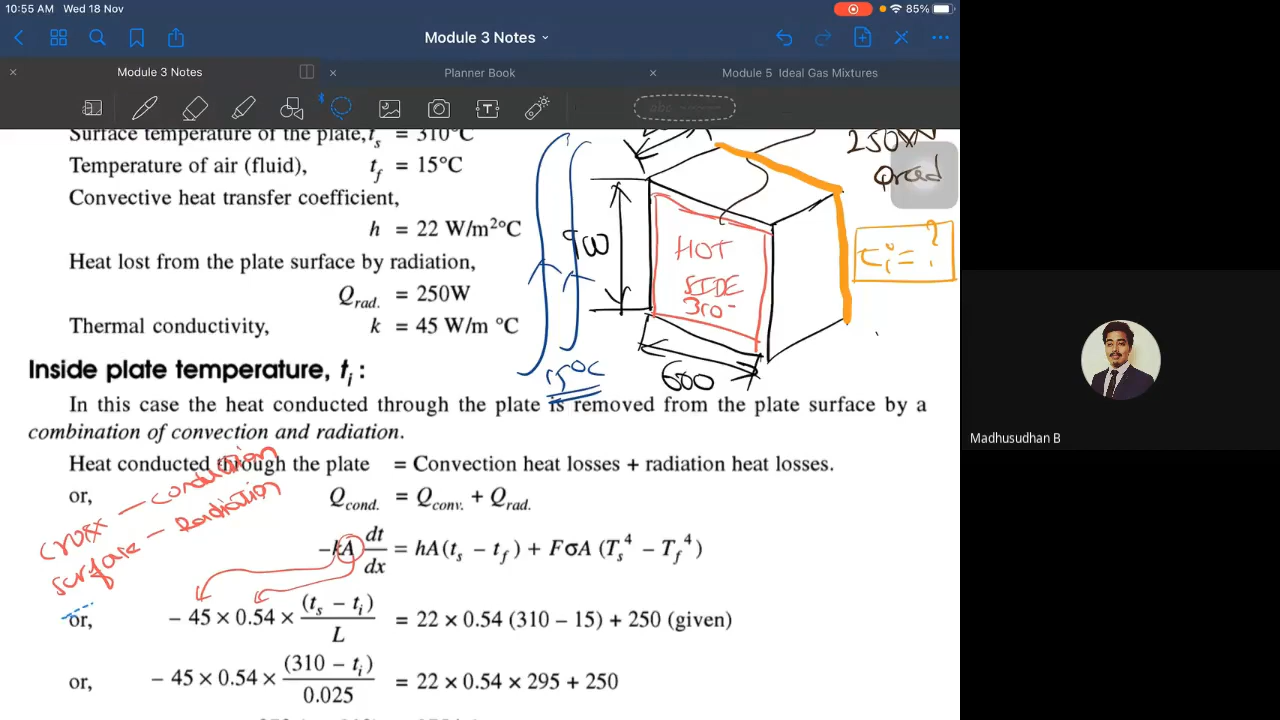 10:55 AM Wed 18 Nov
85%
Module 3 Notes
Module 3 Notes
Planner Book
Module 5 Ideal Gas Mixtures
abc
Surface temperature of the plate, tₛ = 310°C
Temperature of air (fluid), t_f = 15°C
Convective heat transfer coefficient,
h = 22 W/m²°C
Heat lost from the plate surface by radiation,
Q_rad. = 250W
Thermal conductivity, k = 45 W/m °C
Qrad
HOT
SIDE
310°
600
15°C
tᵢ = ?
Inside plate temperature, tᵢ :
In this case the heat conducted through the plate is removed from the plate surface by a
combination of convection and radiation.
Heat conducted through the plate = Convection heat losses + radiation heat losses.
or, Q_cond. = Q_conv. + Q_rad.
cross — conduction
surface — Radiation
−kA dt/dx = hA(tₛ − t_f) + FσA (Tₛ⁴ − T_f⁴)
or, − 45 × 0.54 × (tₛ − tᵢ)/L = 22 × 0.54 (310 − 15) + 250 (given)
or, − 45 × 0.54 × (310 − tᵢ)/0.025 = 22 × 0.54 × 295 + 250
Madhusudhan B